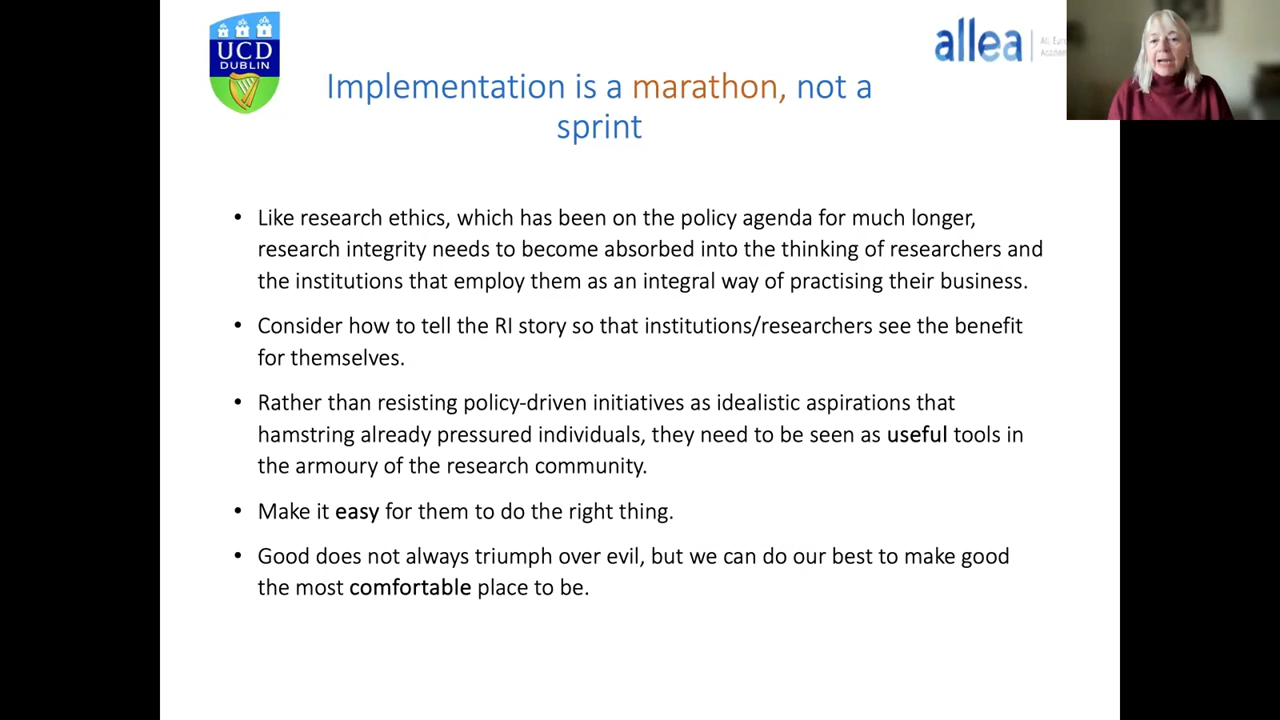 UCD
DUBLIN
allea
Implementation is a marathon, not a
sprint
• Like research ethics, which has been on the policy agenda for much longer,
research integrity needs to become absorbed into the thinking of researchers and
the institutions that employ them as an integral way of practising their business.
• Consider how to tell the RI story so that institutions/researchers see the benefit
for themselves.
• Rather than resisting policy-driven initiatives as idealistic aspirations that
hamstring already pressured individuals, they need to be seen as useful tools in
the armoury of the research community.
• Make it easy for them to do the right thing.
• Good does not always triumph over evil, but we can do our best to make good
the most comfortable place to be.